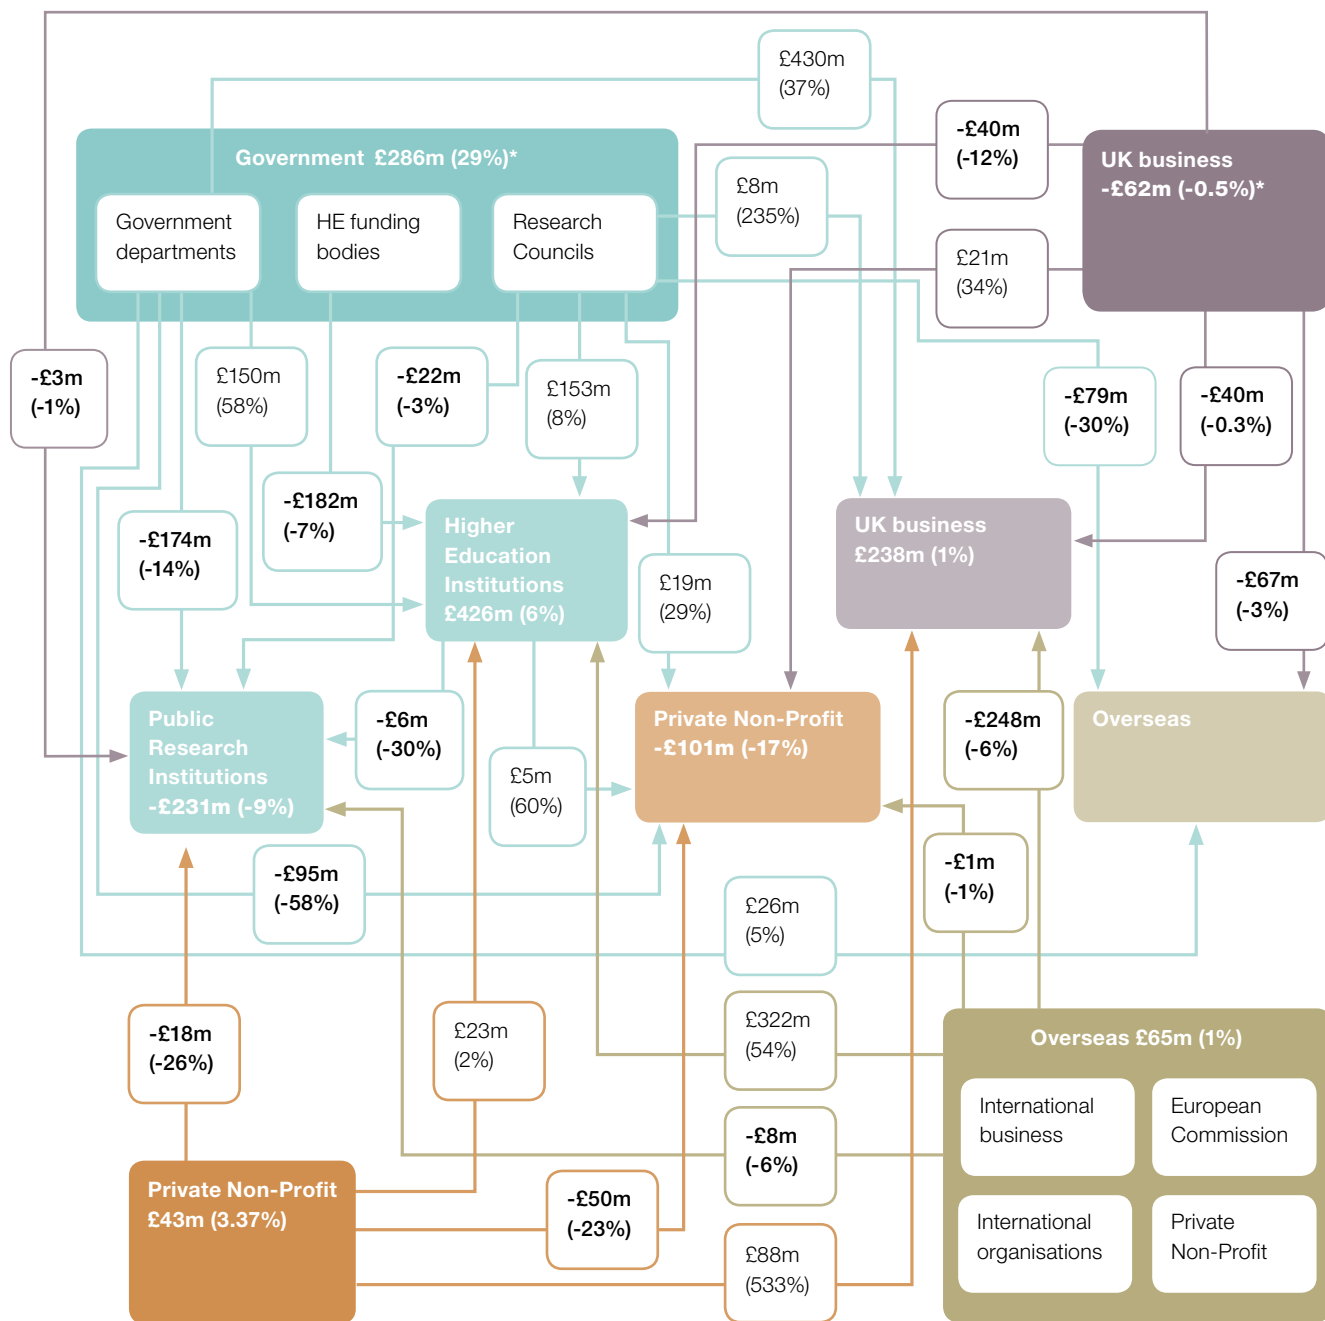 £430m
(37%)
Government £286m (29%)*
-£40m
(-12%)
UK business
-£62m (-0.5%)*
£8m
(235%)
Government
departments
HE funding
bodies
Research
Councils
£21m
(34%)
-£3m
(-1%)
£150m
(58%)
-£22m
(-3%)
£153m
(8%)
-£79m
(-30%)
-£40m
(-0.3%)
-£182m
(-7%)
-£174m
(-14%)
Higher
Education
Institutions
£426m (6%)
UK business
£238m (1%)
£19m
(29%)
-£67m
(-3%)
Public
Research
Institutions
-£231m (-9%)
-£6m
(-30%)
£5m
(60%)
Private Non-Profit
-£101m (-17%)
-£248m
(-6%)
Overseas
-£95m
(-58%)
-£1m
(-1%)
£26m
(5%)
-£18m
(-26%)
£23m
(2%)
£322m
(54%)
Overseas £65m (1%)
International
business
European
Commission
-£8m
(-6%)
Private Non-Profit
£43m (3.37%)
-£50m
(-23%)
International
organisations
Private
Non-Profit
£88m
(533%)